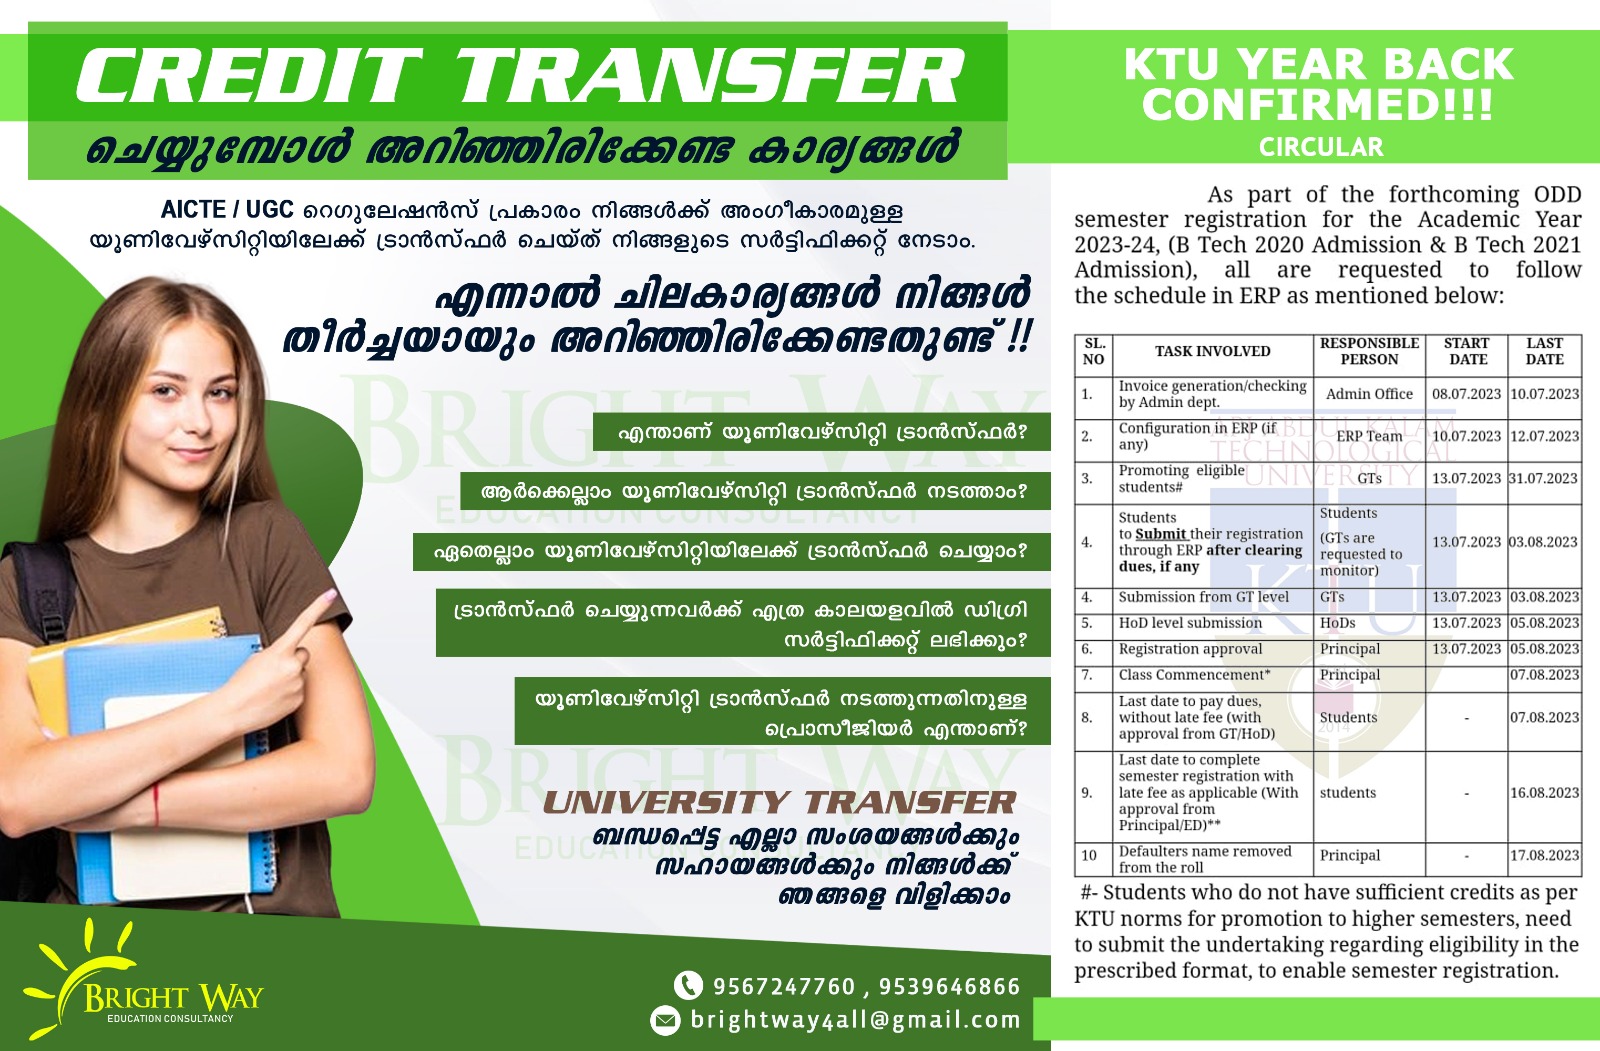 CREDIT TRANSFER
ചെയ്യുമ്പോൾ അറിഞ്ഞിരിക്കേണ്ട കാര്യങ്ങൾ
AICTE / UGC റെഗുലേഷൻസ് പ്രകാരം നിങ്ങൾക്ക് അംഗീകാരമുള്ള
യൂണിവേഴ്സിറ്റിയിലേക്ക് ട്രാൻസ്ഫർ ചെയ്ത് നിങ്ങളുടെ സർട്ടിഫിക്കറ്റ് നേടാം.
എന്നാൽ ചിലകാര്യങ്ങൾ നിങ്ങൾ
തീർച്ചയായും അറിഞ്ഞിരിക്കേണ്ടതുണ്ട് !!
BRIGHT WAY
EDUCATION CONSULTANCY
എന്താണ് യൂണിവേഴ്സിറ്റി ട്രാൻസ്ഫർ?
ആർക്കെല്ലാം യൂണിവേഴ്സിറ്റി ട്രാൻസ്ഫർ നടത്താം?
ഏതെല്ലാം യൂണിവേഴ്സിറ്റിയിലേക്ക് ട്രാൻസ്ഫർ ചെയ്യാം?
ട്രാൻസ്ഫർ ചെയ്യുന്നവർക്ക് എത്ര കാലയളവിൽ ഡിഗ്രി
സർട്ടിഫിക്കറ്റ് ലഭിക്കും?
യൂണിവേഴ്സിറ്റി ട്രാൻസ്ഫർ നടത്തുന്നതിനുള്ള
പ്രൊസീജിയർ എന്താണ്?
BRIGHT WAY
EDUCATION CONSULTANCY
UNIVERSITY TRANSFER
ബന്ധപ്പെട്ട എല്ലാ സംശയങ്ങൾക്കും
സഹായങ്ങൾക്കും നിങ്ങൾക്ക്
ഞങ്ങളെ വിളിക്കാം
BRIGHT WAY
EDUCATION CONSULTANCY
9567247760 , 9539646866
brightway4all@gmail.com
KTU YEAR BACK
CONFIRMED!!!
CIRCULAR
As part of the forthcoming ODD
semester registration for the Academic Year
2023-24, (B Tech 2020 Admission & B Tech 2021
Admission), all are requested to follow
the schedule in ERP as mentioned below:
SL. NO TASK INVOLVED RESPONSIBLE PERSON START DATE LAST DATE
1. Invoice generation/checking by Admin dept. Admin Office 08.07.2023 10.07.2023
2. Configuration in ERP (if any) ERP Team 10.07.2023 12.07.2023
3. Promoting eligible students# GTs 13.07.2023 31.07.2023
4. Students to Submit their registration through ERP after clearing dues, if any Students (GTs are requested to monitor) 13.07.2023 03.08.2023
4. Submission from GT level GTs 13.07.2023 03.08.2023
5. HoD level submission HoDs 13.07.2023 05.08.2023
6. Registration approval Principal 13.07.2023 05.08.2023
7. Class Commencement* Principal 07.08.2023
8. Last date to pay dues, without late fee (with approval from GT/HoD) Students - 07.08.2023
9. Last date to complete semester registration with late fee as applicable (With approval from Principal/ED)** students - 16.08.2023
10 Defaulters name removed from the roll Principal - 17.08.2023
APJ ABDUL KALAM
TECHNOLOGICAL
UNIVERSITY
KTU
2014
#- Students who do not have sufficient credits as per
KTU norms for promotion to higher semesters, need
to submit the undertaking regarding eligibility in the
prescribed format, to enable semester registration.